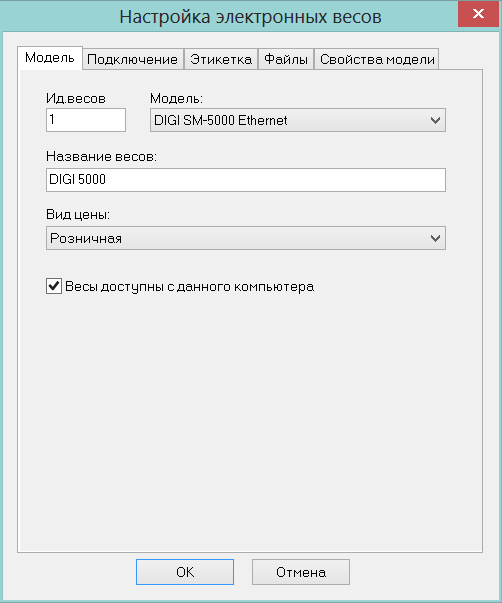 Настройка электронных весов
Модель Подключение Этикетка Файлы Свойства модели
Ид.весов Модель:
1 DIGI SM-5000 Ethernet
Название весов:
DIGI 5000
Вид цены:
Розничная
Весы доступны с данного компьютера
OK Отмена